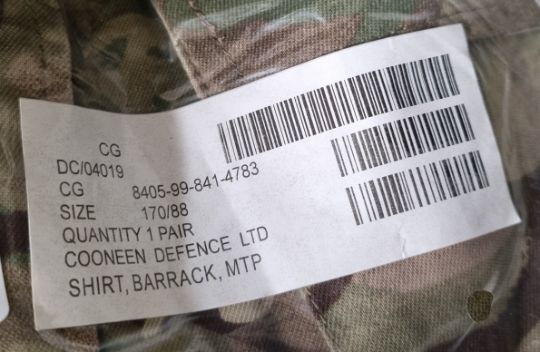 CG
DC/04019
CG 8405-99-841-4783
SIZE 170/88
QUANTITY 1 PAIR
COONEEN DEFENCE LTD
SHIRT, BARRACK, MTP